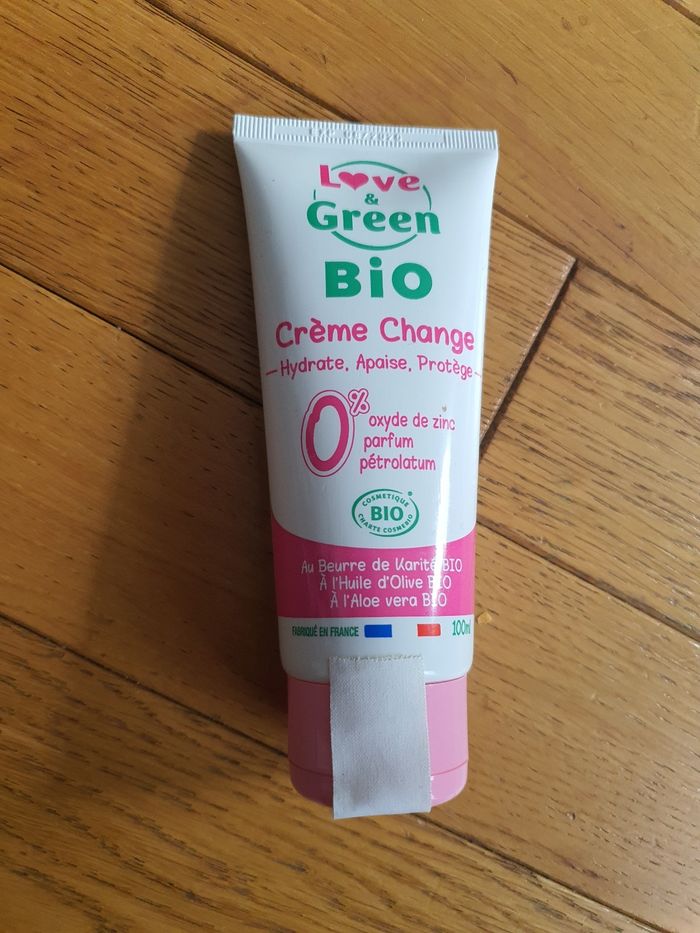 Love
&
Green
BiO
Crème Change
Hydrate, Apaise, Protège
0% oxyde de zinc
parfum
pétrolatum
COSMETIQUE
BIO
CHARTE COSMEBIO
Au Beurre de Karité BIO
À l'Huile d'Olive BIO
À l'Aloe vera BIO
FABRIQUÉ EN FRANCE 100ml